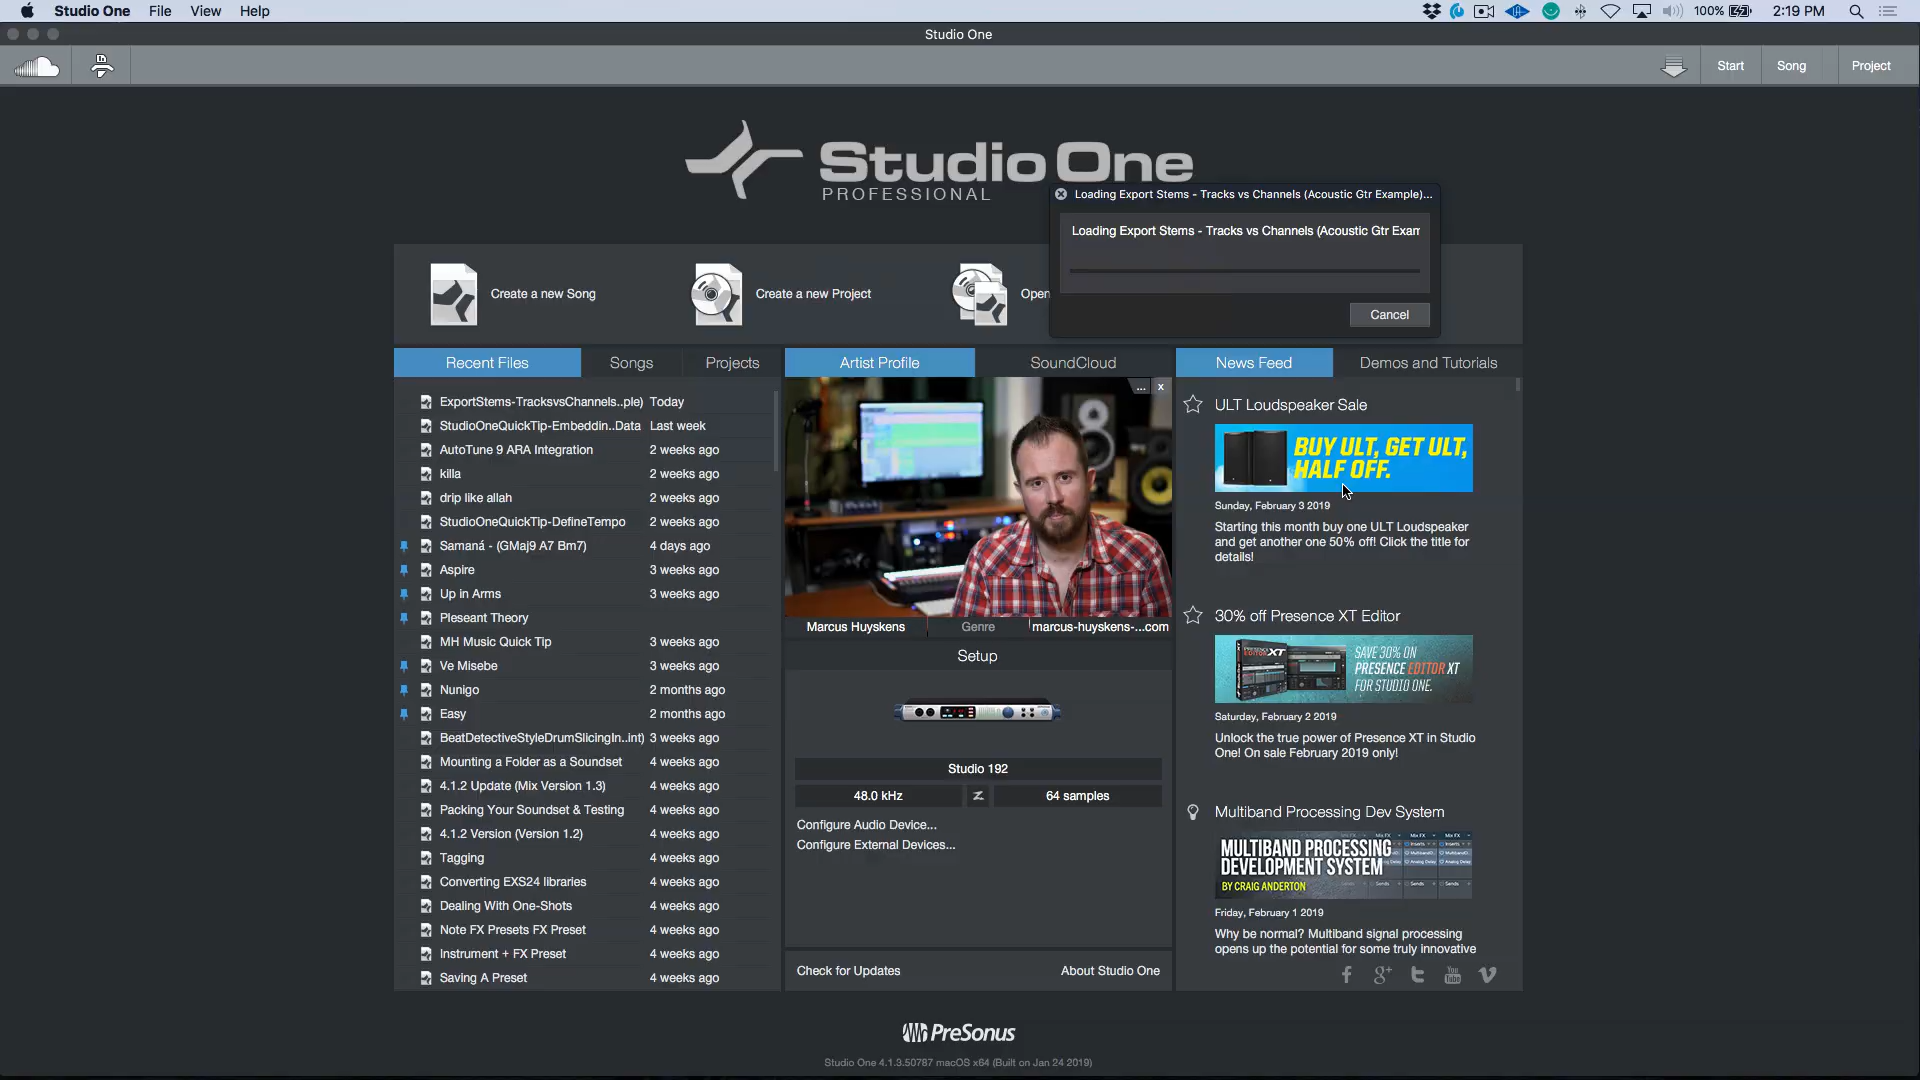 Studio One File View Help 100% 2:19 PM
Studio One
Start Song Project
Studio One
PROFESSIONAL
Loading Export Stems - Tracks vs Channels (Acoustic Gtr Example)...
Loading Export Stems - Tracks vs Channels (Acoustic Gtr Exam
Cancel
Create a new Song
Create a new Project
Open
Recent Files Songs Projects
ExportStems-TracksvsChannels..ple) Today
StudioOneQuickTip-Embeddin..Data Last week
AutoTune 9 ARA Integration 2 weeks ago
killa 2 weeks ago
drip like allah 2 weeks ago
StudioOneQuickTip-DefineTempo 2 weeks ago
Samaná - (GMaj9 A7 Bm7) 4 days ago
Aspire 3 weeks ago
Up in Arms 3 weeks ago
Pleseant Theory
MH Music Quick Tip 3 weeks ago
Ve Misebe 3 weeks ago
Nunigo 2 months ago
Easy 2 months ago
BeatDetectiveStyleDrumSlicingIn..int) 3 weeks ago
Mounting a Folder as a Soundset 4 weeks ago
4.1.2 Update (Mix Version 1.3) 4 weeks ago
Packing Your Soundset & Testing 4 weeks ago
4.1.2 Version (Version 1.2) 4 weeks ago
Tagging 4 weeks ago
Converting EXS24 libraries 4 weeks ago
Dealing With One-Shots 4 weeks ago
Note FX Presets FX Preset 4 weeks ago
Instrument + FX Preset 4 weeks ago
Saving A Preset 4 weeks ago
Artist Profile SoundCloud
... x
Marcus Huyskens Genre marcus-huyskens-...com
Setup
Studio 192
48.0 kHz 64 samples
Configure Audio Device...
Configure External Devices...
Check for Updates About Studio One
News Feed Demos and Tutorials
ULT Loudspeaker Sale
BUY ULT, GET ULT,
HALF OFF.
Sunday, February 3 2019
Starting this month buy one ULT Loudspeaker
and get another one 50% off! Click the title for
details!
30% off Presence XT Editor
EDITOR XT
SAVE 30% ON
PRESENCE EDITOR XT
FOR STUDIO ONE.
Saturday, February 2 2019
Unlock the true power of Presence XT in Studio
One! On sale February 2019 only!
Multiband Processing Dev System
MULTIBAND PROCESSING
DEVELOPMENT SYSTEM
BY CRAIG ANDERTON
Friday, February 1 2019
Why be normal? Multiband signal processing
opens up the potential for some truly innovative
PreSonus
Studio One 4.1.3.50787 macOS x64 (Built on Jan 24 2019)